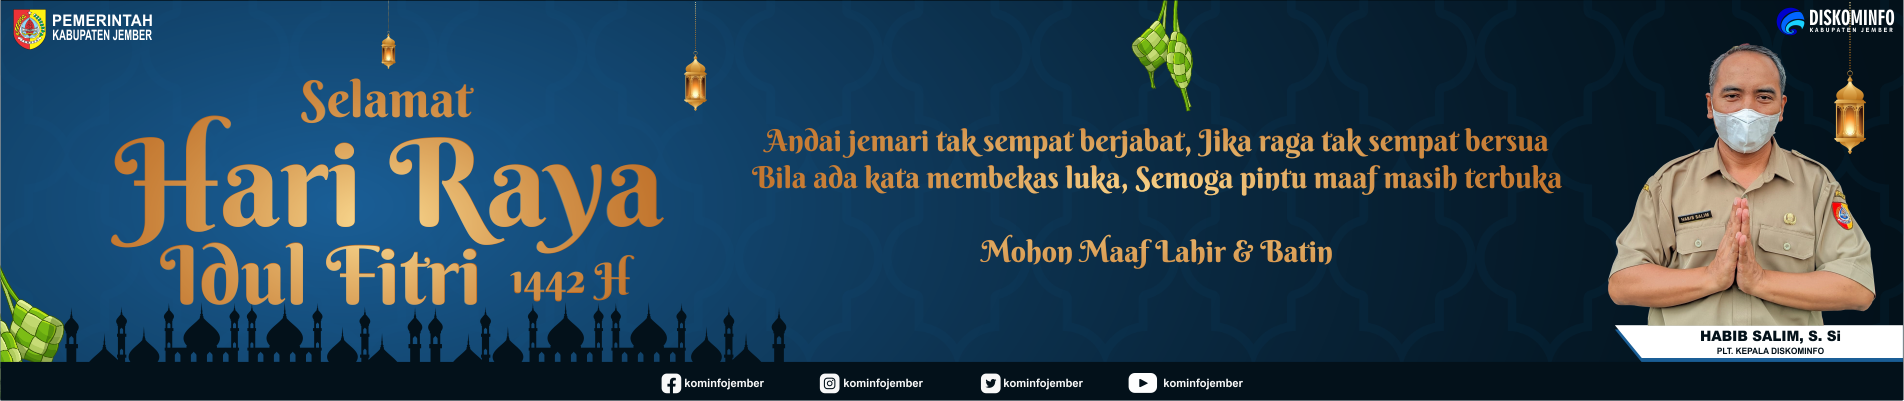 PEMERINTAH
KABUPATEN JEMBER
DISKOMINFO
KABUPATEN JEMBER
Selamat
Hari Raya
Idul Fitri 1442 H
Andai jemari tak sempat berjabat, Jika raga tak sempat bersua
Bila ada kata membekas luka, Semoga pintu maaf masih terbuka
Mohon Maaf Lahir & Batin
HABIB SALIM
HABIB SALIM, S. Si
PLT. KEPALA DISKOMINFO
kominfojember
kominfojember
kominfojember
kominfojember